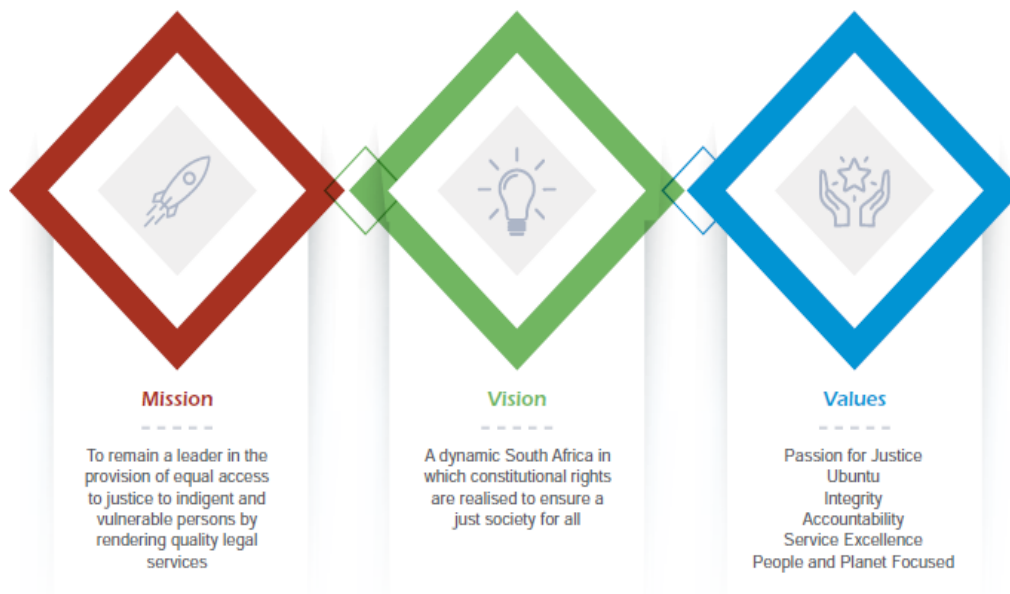 Mission
To remain a leader in the
provision of equal access
to justice to indigent and
vulnerable persons by
rendering quality legal
services
Vision
A dynamic South Africa in
which constitutional rights
are realised to ensure a
just society for all
Values
Passion for Justice
Ubuntu
Integrity
Accountability
Service Excellence
People and Planet Focused